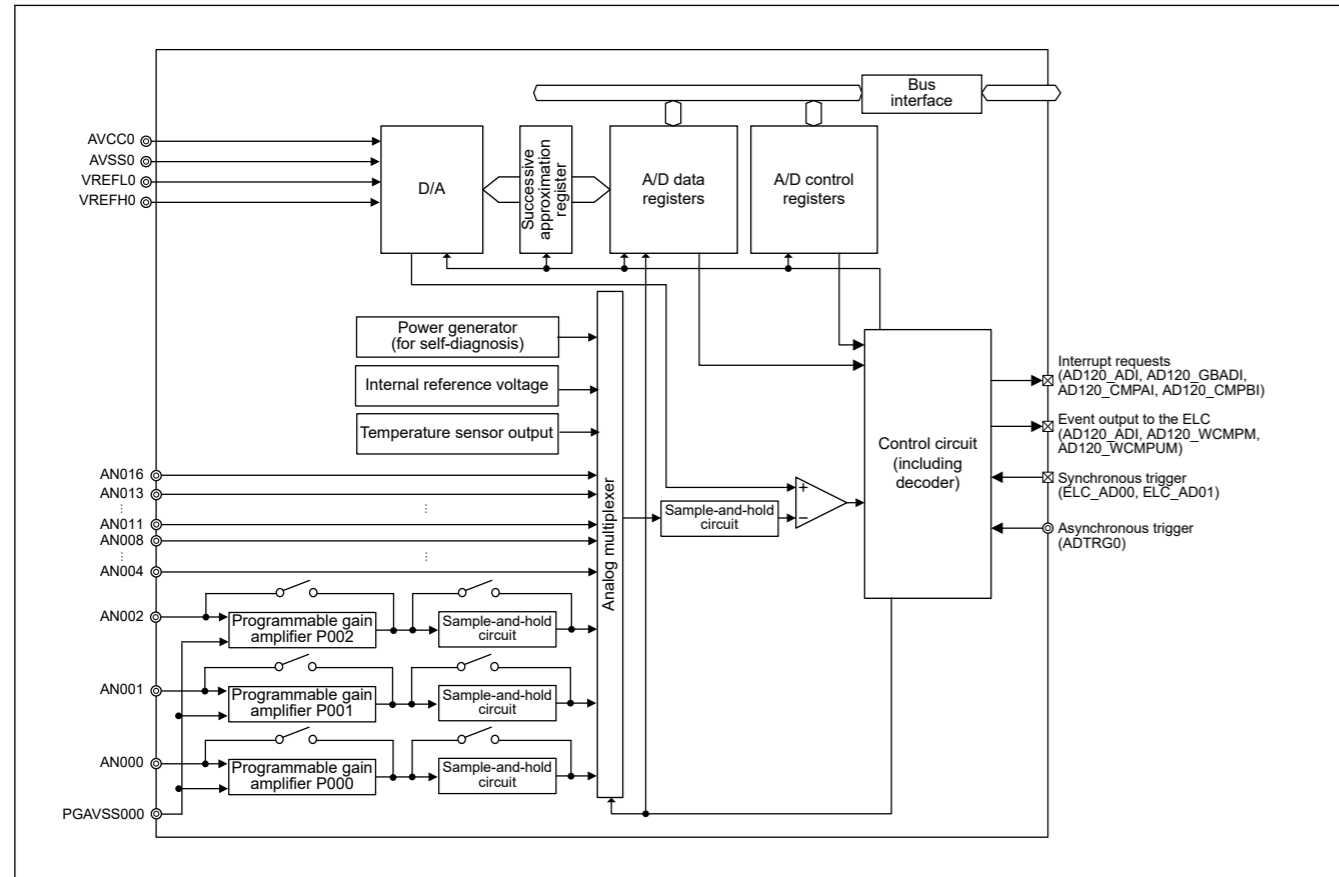 Bus
interface
AVCC0
AVSS0
VREFL0
VREFH0
D/A
Successive
approximation
register
A/D data
registers
A/D control
registers
Power generator
(for self-diagnosis)
Internal reference voltage
Temperature sensor output
Analog multiplexer
AN016
AN013
AN011
AN008
AN004
AN002
AN001
AN000
PGAVSS000
Programmable gain
amplifier P002
Sample-and-hold
circuit
Programmable gain
amplifier P001
Sample-and-hold
circuit
Programmable gain
amplifier P000
Sample-and-hold
circuit
Sample-and-hold
circuit
+
−
Control circuit
(including
decoder)
Interrupt requests
(AD120_ADI, AD120_GBADI,
AD120_CMPAI, AD120_CMPBI)
Event output to the ELC
(AD120_ADI, AD120_WCMPM,
AD120_WCMPUM)
Synchronous trigger
(ELC_AD00, ELC_AD01)
Asynchronous trigger
(ADTRG0)